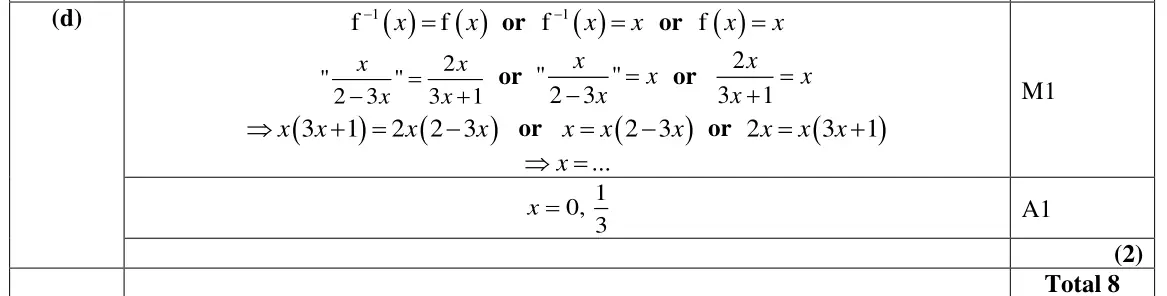 (d) f⁻¹(x) = f(x) or f⁻¹(x) = x or f(x) = x
"x/(2−3x)" = 2x/(3x+1) or "x/(2−3x)" = x or 2x/(3x+1) = x
M1
⇒ x(3x+1) = 2x(2−3x) or x = x(2−3x) or 2x = x(3x+1)
⇒ x = ...
x = 0, 1/3 A1
(2)
Total 8